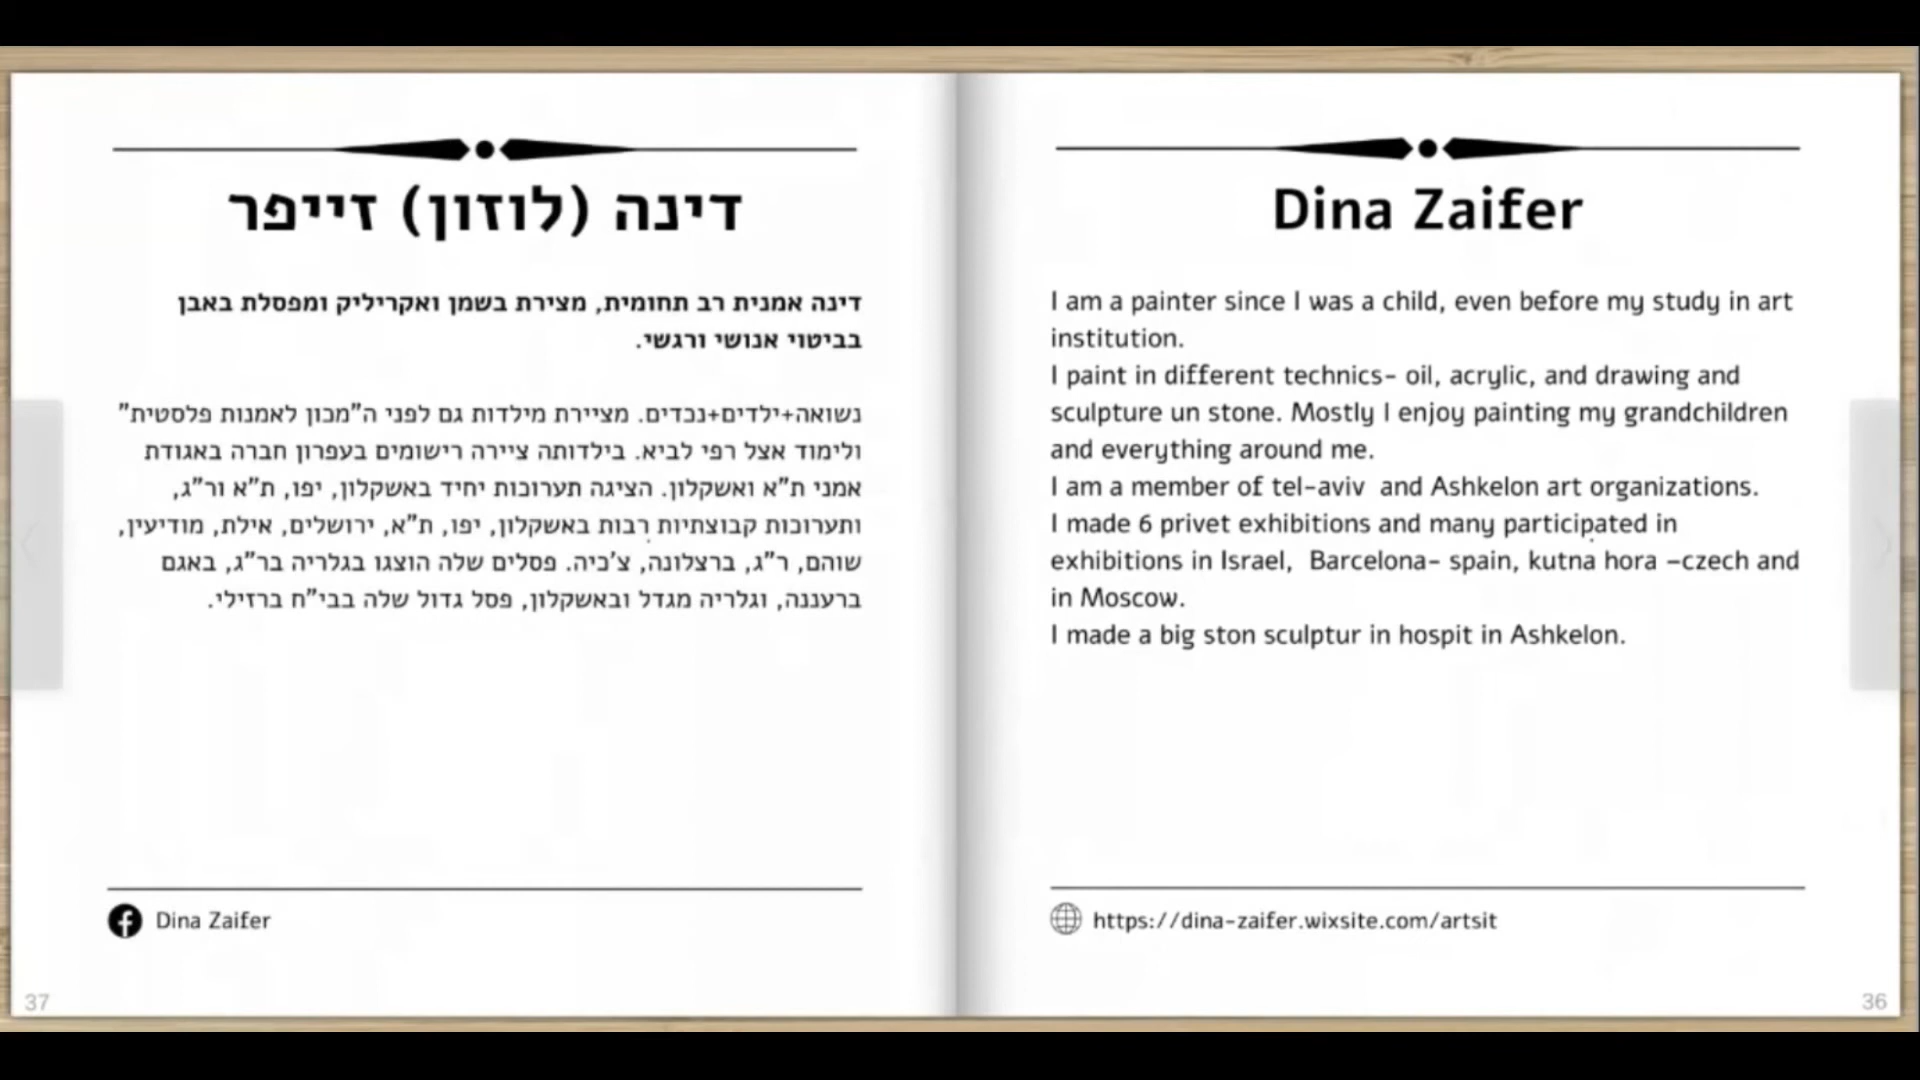 דינה (לוזון) זייפר
דינה אמנית רב תחומית, מצירת בשמן ואקריליק ומפסלת באבן
בביטוי אנושי ורגשי.
נשואה+ילדים+נכדים. מציירת מילדות גם לפני ה"מכון לאמנות פלסטית"
ולימוד אצל רפי לביא. בילדותה ציירה רישומים בעפרון חברה באגודת
אמני ת"א ואשקלון. הציגה תערוכות יחיד באשקלון, יפו, ת"א ור"ג,
ותערוכות קבוצתיות רבות באשקלון, יפו, ת"א, ירושלים, אילת, מודיעין,
שוהם, ר"ג, ברצלונה, צ'כיה. פסלים שלה הוצגו בגלריה בר"ג, באגם
ברעננה, וגלריה מגדל ובאשקלון, פסל גדול שלה בבי"ח ברזילי.
Dina Zaifer
37
Dina Zaifer
I am a painter since I was a child, even before my study in art
institution.
I paint in different technics- oil, acrylic, and drawing and
sculpture un stone. Mostly I enjoy painting my grandchildren
and everything around me.
I am a member of tel-aviv  and Ashkelon art organizations.
I made 6 privet exhibitions and many participated in
exhibitions in Israel,  Barcelona- spain, kutna hora -czech and
in Moscow.
I made a big ston sculptur in hospit in Ashkelon.
https://dina-zaifer.wixsite.com/artsit
36